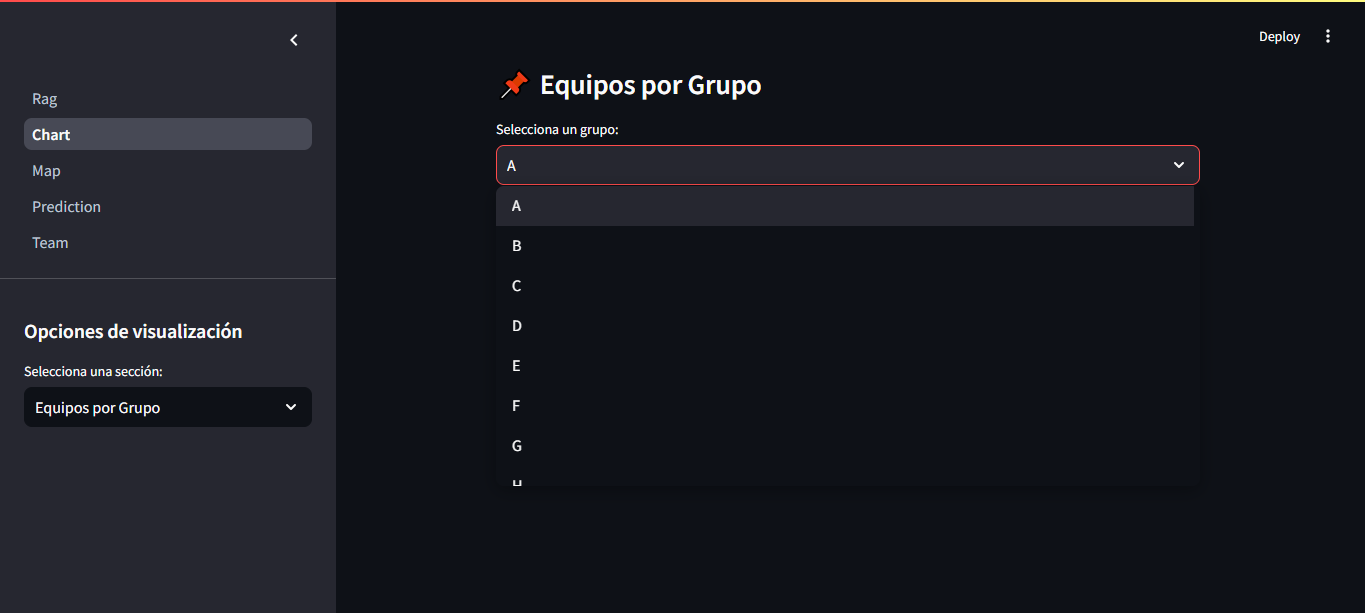 Deploy
Rag
Chart
Map
Prediction
Team
Opciones de visualización
Selecciona una sección:
Equipos por Grupo
Equipos por Grupo
Selecciona un grupo:
A
A
B
C
D
E
F
G
H